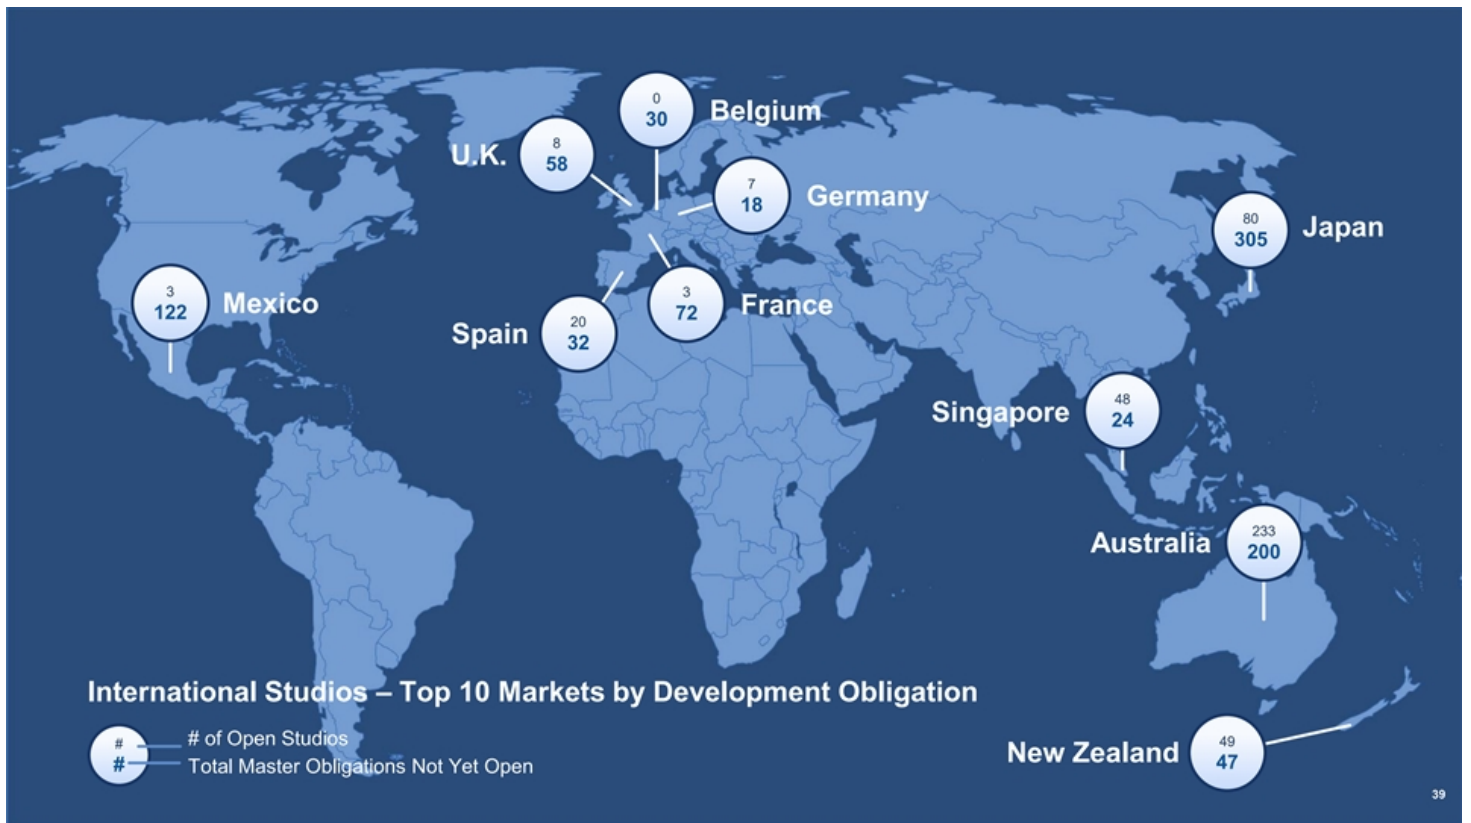 0
30
Belgium
U.K.
8
58
7
18
Germany
80
305
Japan
3
122
Mexico
Spain
20
32
3
72
France
Singapore
48
24
Australia
233
200
International Studios – Top 10 Markets by Development Obligation
#
# of Open Studios
#
Total Master Obligations Not Yet Open
New Zealand
49
47
39